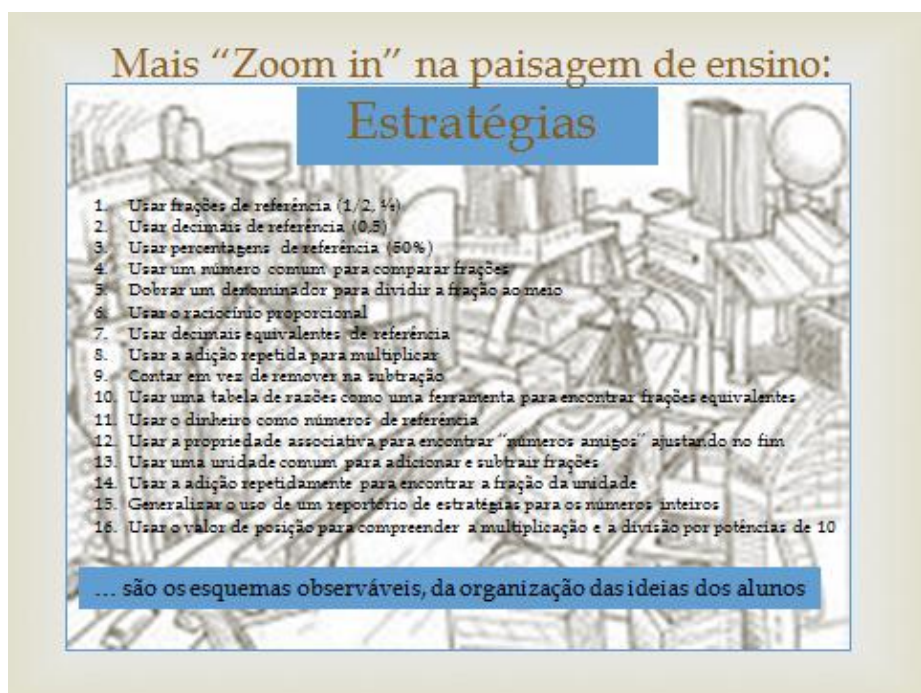 Mais “Zoom in” na paisagem de ensino:
Estratégias
1. Usar frações de referência (1/2, ¼)
2. Usar decimais de referência (0,5)
3. Usar percentagens de referência (50%)
4. Usar um número comum para comparar frações
5. Dobrar um denominador para dividir a fração ao meio
6. Usar o raciocínio proporcional
7. Usar decimais equivalentes de referência
8. Usar a adição repetida para multiplicar
9. Contar em vez de remover na subtração
10. Usar uma tabela de razões como uma ferramenta para encontrar frações equivalentes
11. Usar o dinheiro como números de referência
12. Usar a propriedade associativa para encontrar “números amigos” ajustando no fim
13. Usar uma unidade comum para adicionar e subtrair frações
14. Usar a adição repetidamente para encontrar a fração da unidade
15. Generalizar o uso de um reportório de estratégias para os números inteiros
16. Usar o valor de posição para compreender a multiplicação e a divisão por potências de 10
... são os esquemas observáveis, da organização das ideias dos alunos